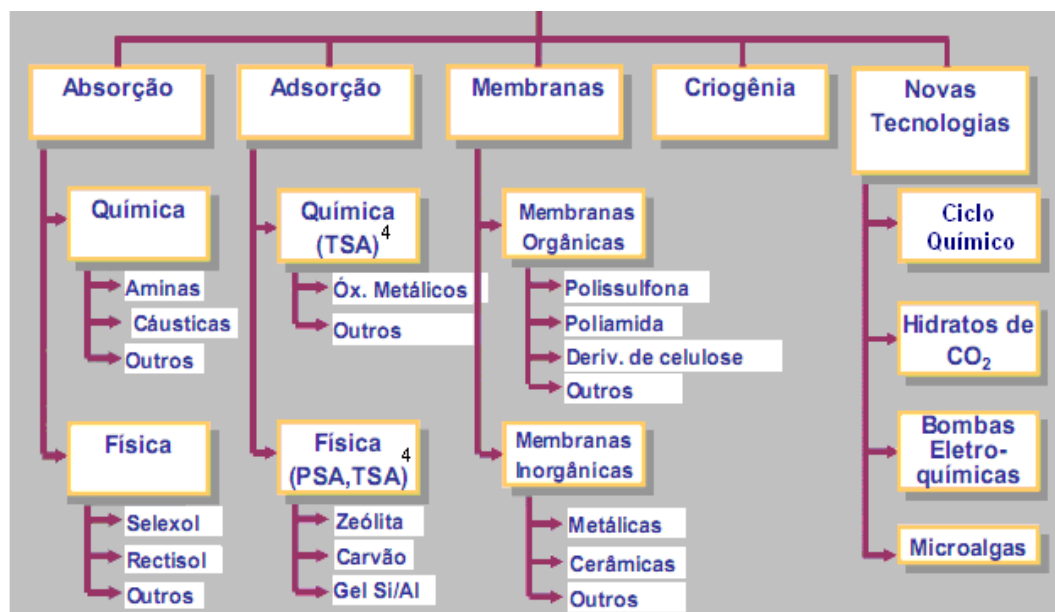 Absorção
Química
Aminas
Cáusticas
Outros
Física
Selexol
Rectisol
Outros
Adsorção
Química
(TSA)4
Óx. Metálicos
Outros
Física
(PSA,TSA)4
Zeólita
Carvão
Gel Si/Al
Membranas
Membranas
Orgânicas
Polissulfona
Poliamida
Deriv. de celulose
Outros
Membranas
Inorgânicas
Metálicas
Cerâmicas
Outros
Criogênia
Novas
Tecnologias
Ciclo
Químico
Hidratos de
CO2
Bombas
Eletro-
químicas
Microalgas